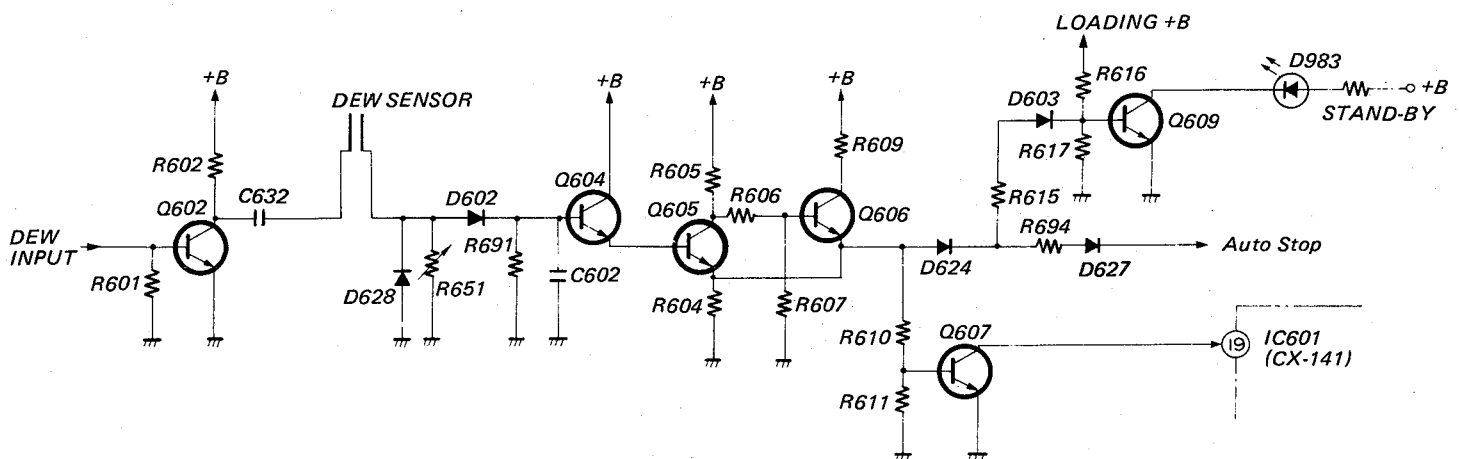 LOADING +B
+B
DEW SENSOR
+B
+B
+B
R616
D983
+B
STAND-BY
D603
Q609
R617
R602
C632
R609
R605
R606
Q602
D602
Q604
Q605
Q606
R615
R694
Auto Stop
DEW
INPUT
R601
D628
R651
R691
C602
R604
R607
D624
D627
R610
Q607
19
IC601
(CX-141)
R611